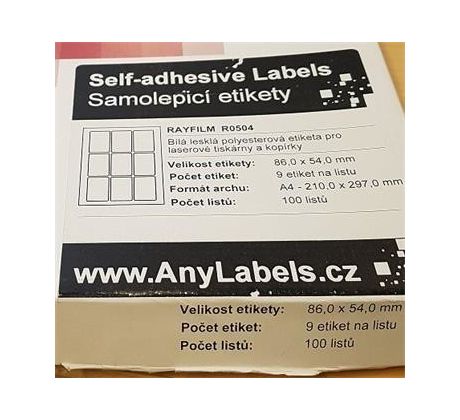 Self-adhesive Labels
Samolepicí etikety
RAYFILM R0504
Bílá lesklá polyesterová etiketa pro
laserové tiskárny a kopírky
Velikost etikety: 86,0 x 54,0 mm
Počet etiket: 9 etiket na listu
Formát archu: A4 - 210.0 x 297,0 mm
Počet listů: 100 listů
www.AnyLabels.cz
Velikost etikety: 86,0 x 54,0 mm
Počet etiket: 9 etiket na listu
Počet listů: 100 listů